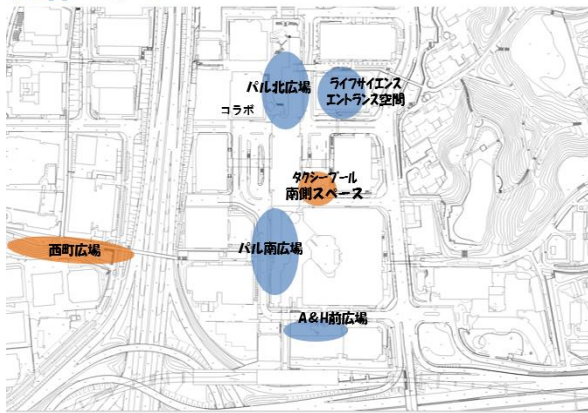 パル北広場
ライフサイエンス
エントランス空間
コラボ
タクシープール
南側スペース
西町広場
パル南広場
A&H前広場